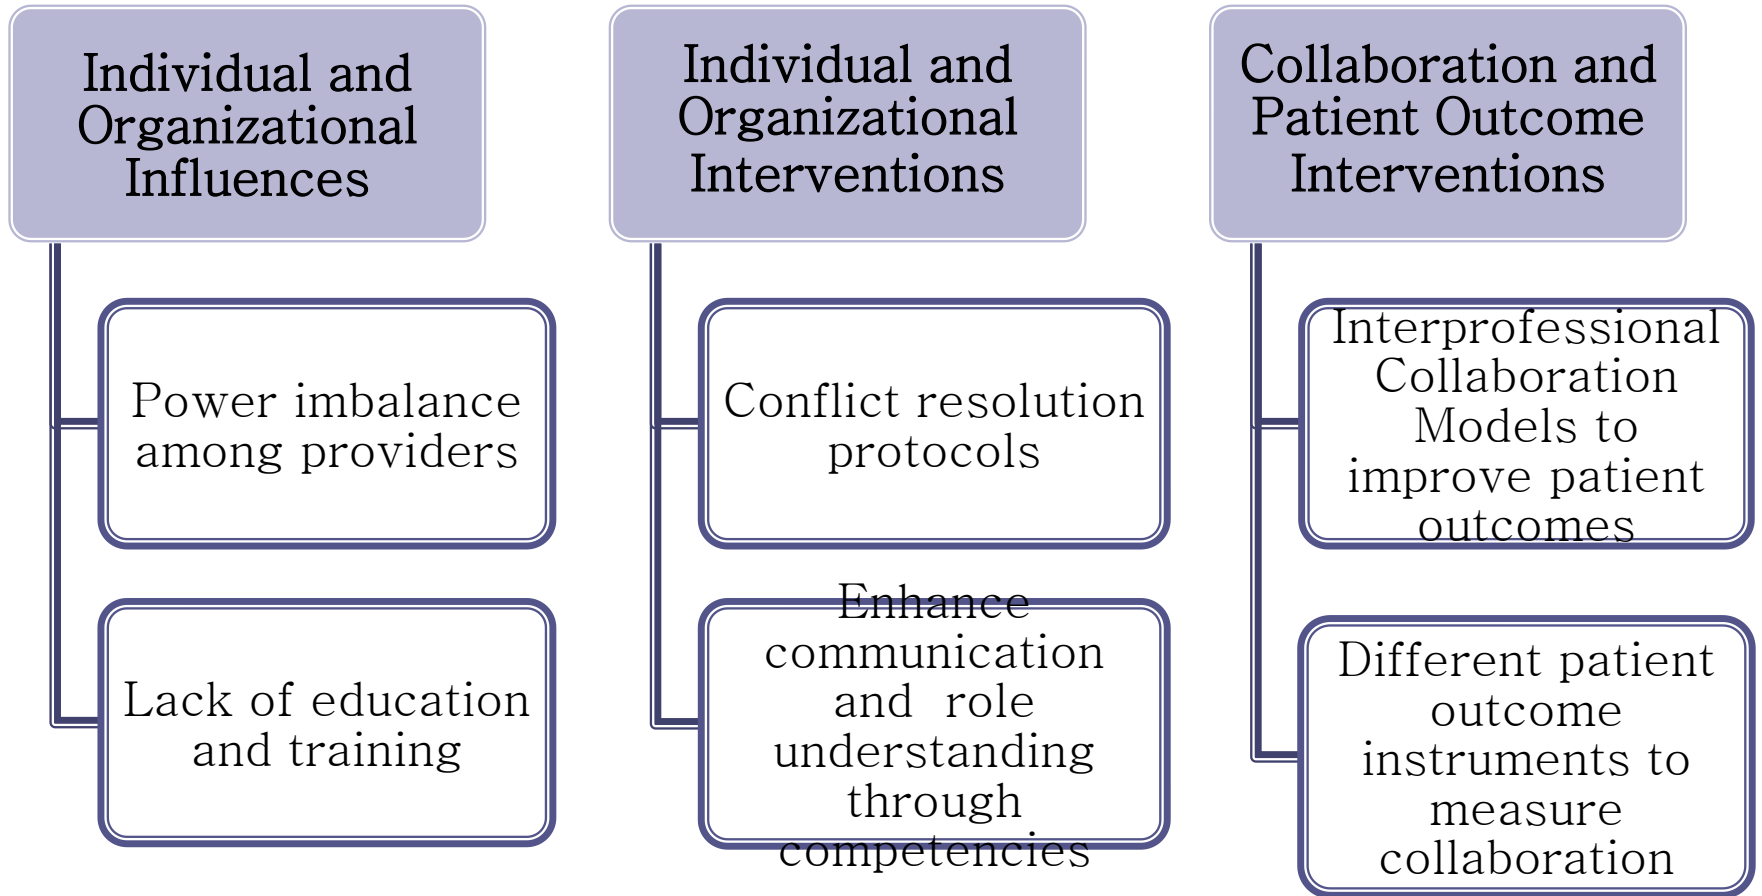 Individual and
Organizational
Influences
Power imbalance
among providers
Lack of education
and training
Individual and
Organizational
Interventions
Conflict resolution
protocols
Enhance
communication
and role
understanding
through
competencies
Collaboration and
Patient Outcome
Interventions
Interprofessional
Collaboration
Models to
improve patient
outcomes
Different patient
outcome
instruments to
measure
collaboration